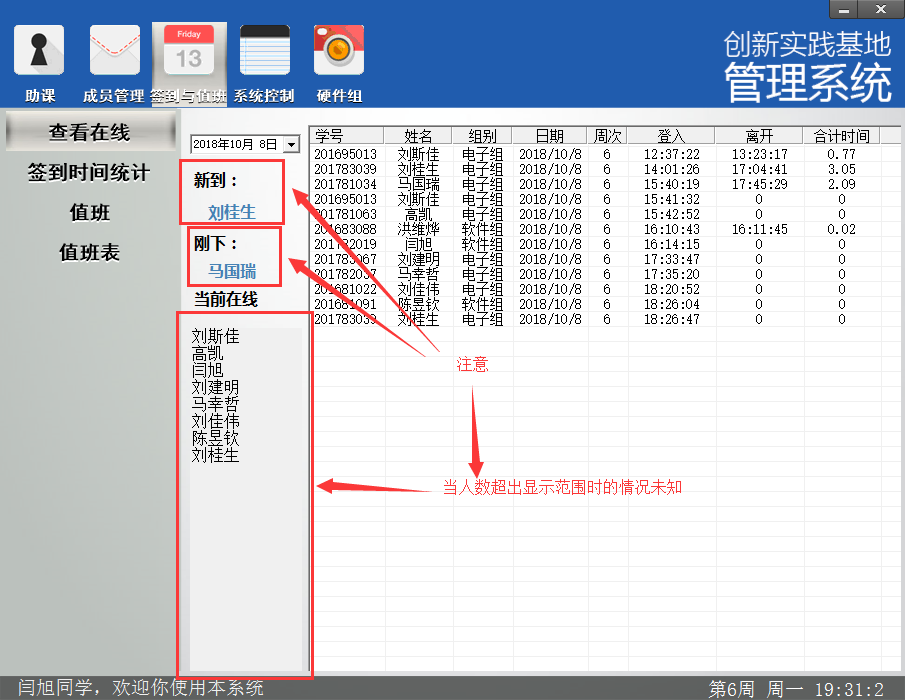 创新实践基地
管理系统
Friday
13
助课 成员管理 签到与值班 系统控制 硬件组
查看在线
签到时间统计
值班
值班表
2018年10月 8日
新到：
刘桂生
刚下：
马国瑞
当前在线
刘斯佳
高凯
闫旭
刘建明
马幸哲
刘佳伟
陈昱钦
刘桂生
学号 姓名 组别 日期 周次 登入 离开 合计时间
201695013 刘斯佳 电子组 2018/10/8 6 12:37:22 13:23:17 0.77
201783039 刘桂生 电子组 2018/10/8 6 14:01:26 17:04:41 3.05
201781034 马国瑞 电子组 2018/10/8 6 15:40:19 17:45:29 2.09
201695013 刘斯佳 电子组 2018/10/8 6 15:41:32 0 0
201781063 高凯 电子组 2018/10/8 6 15:42:52 0 0
201683088 洪维烨 软件组 2018/10/8 6 16:10:43 16:11:45 0.02
201782019 闫旭 软件组 2018/10/8 6 16:14:15 0 0
201783067 刘建明 电子组 2018/10/8 6 17:33:47 0 0
201782037 马幸哲 电子组 2018/10/8 6 17:35:20 0 0
201681022 刘佳伟 电子组 2018/10/8 6 18:20:52 0 0
201681091 陈昱钦 软件组 2018/10/8 6 18:26:04 0 0
201783039 刘桂生 电子组 2018/10/8 6 18:26:47 0 0
注意
当人数超出显示范围时的情况未知
闫旭同学，欢迎你使用本系统
第6周 周一 19:31:2